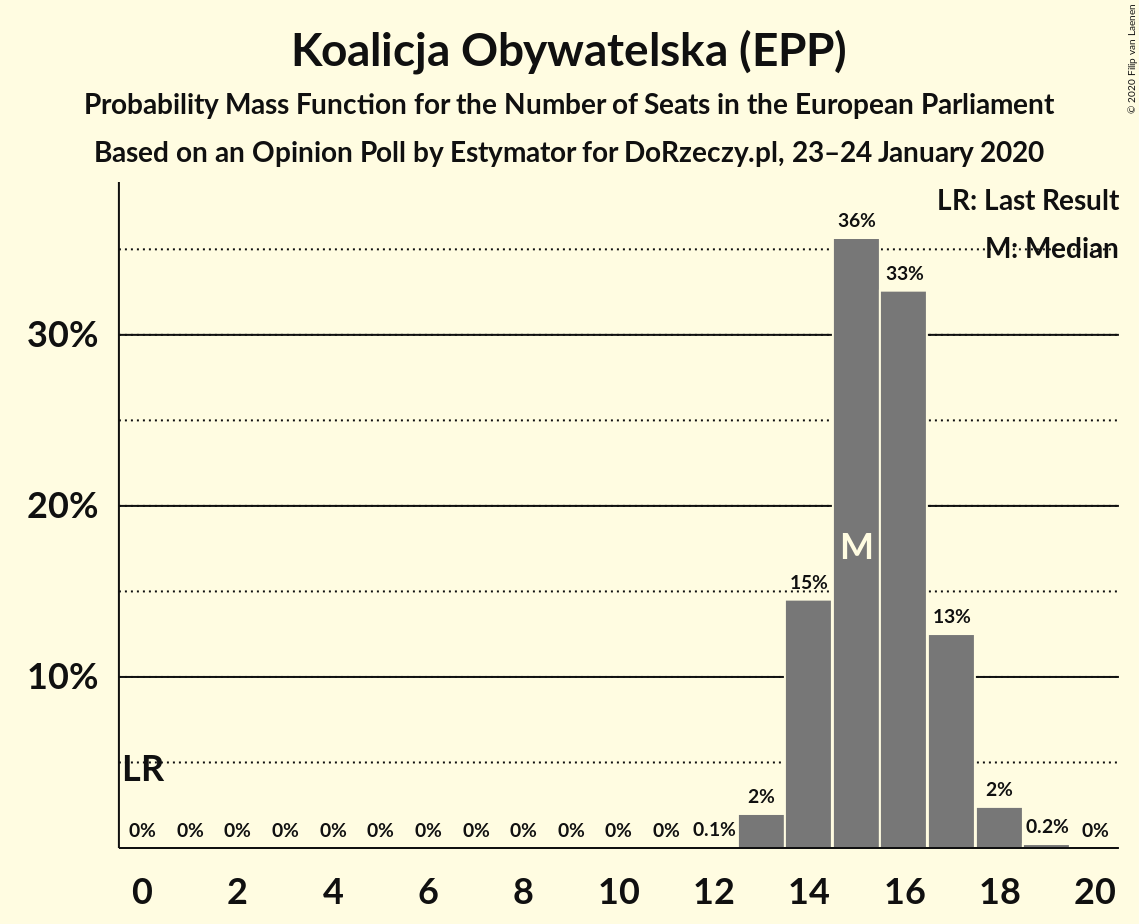 Koalicja Obywatelska (EPP)
Probability Mass Function for the Number of Seats in the European Parliament
Based on an Opinion Poll by Estymator for DoRzeczy.pl, 23–24 January 2020
© 2020 Filip van Laenen
LR: Last Result
M: Median
36%
33%
30%
20%
M
15%
13%
10%
LR
2%
2%
0% 0% 0% 0% 0% 0% 0% 0% 0% 0% 0% 0% 0.1% 0.2% 0%
0 2 4 6 8 10 12 14 16 18 20